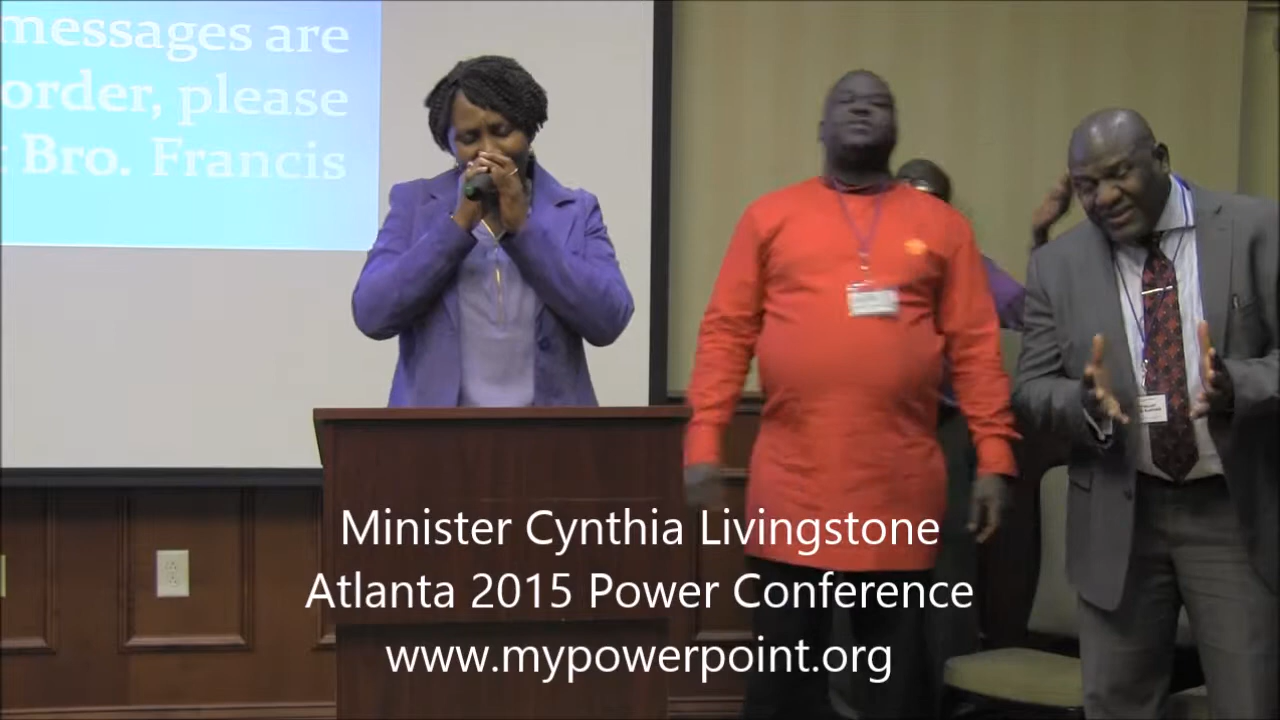 messages are
order, please
Bro. Francis
Minister Cynthia Livingstone
Atlanta 2015 Power Conference
www.mypowerpoint.org